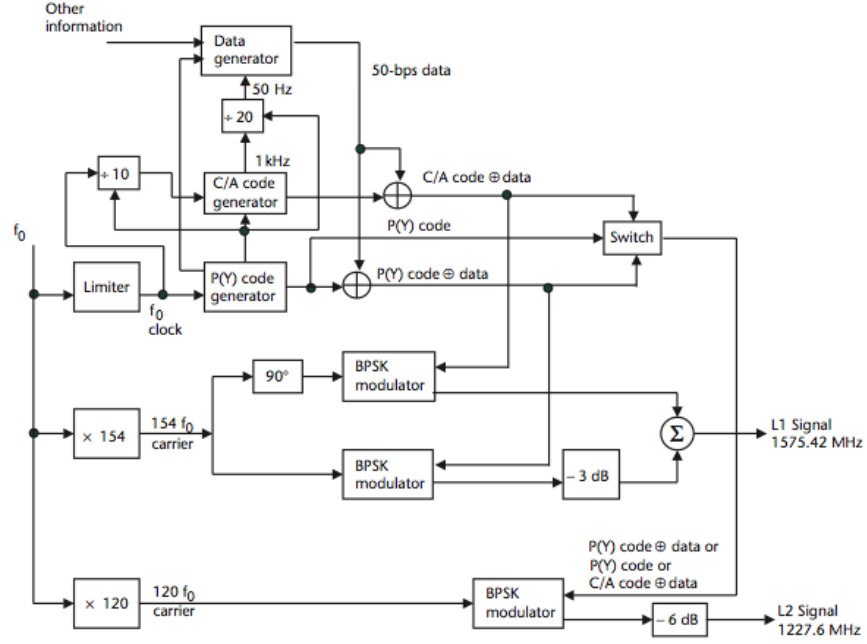 Other
information
Data
generator
50-bps data
50 Hz
÷ 20
1 kHz
÷ 10
C/A code
generator
C/A code ⊕ data
P(Y) code
Switch
f₀
Limiter
P(Y) code
generator
P(Y) code ⊕ data
f₀
clock
90°
BPSK
modulator
× 154
154 f₀
carrier
Σ
L1 Signal
1575.42 MHz
BPSK
modulator
– 3 dB
P(Y) code ⊕ data or
P(Y) code or
C/A code ⊕ data
× 120
120 f₀
carrier
BPSK
modulator
– 6 dB
L2 Signal
1227.6 MHz